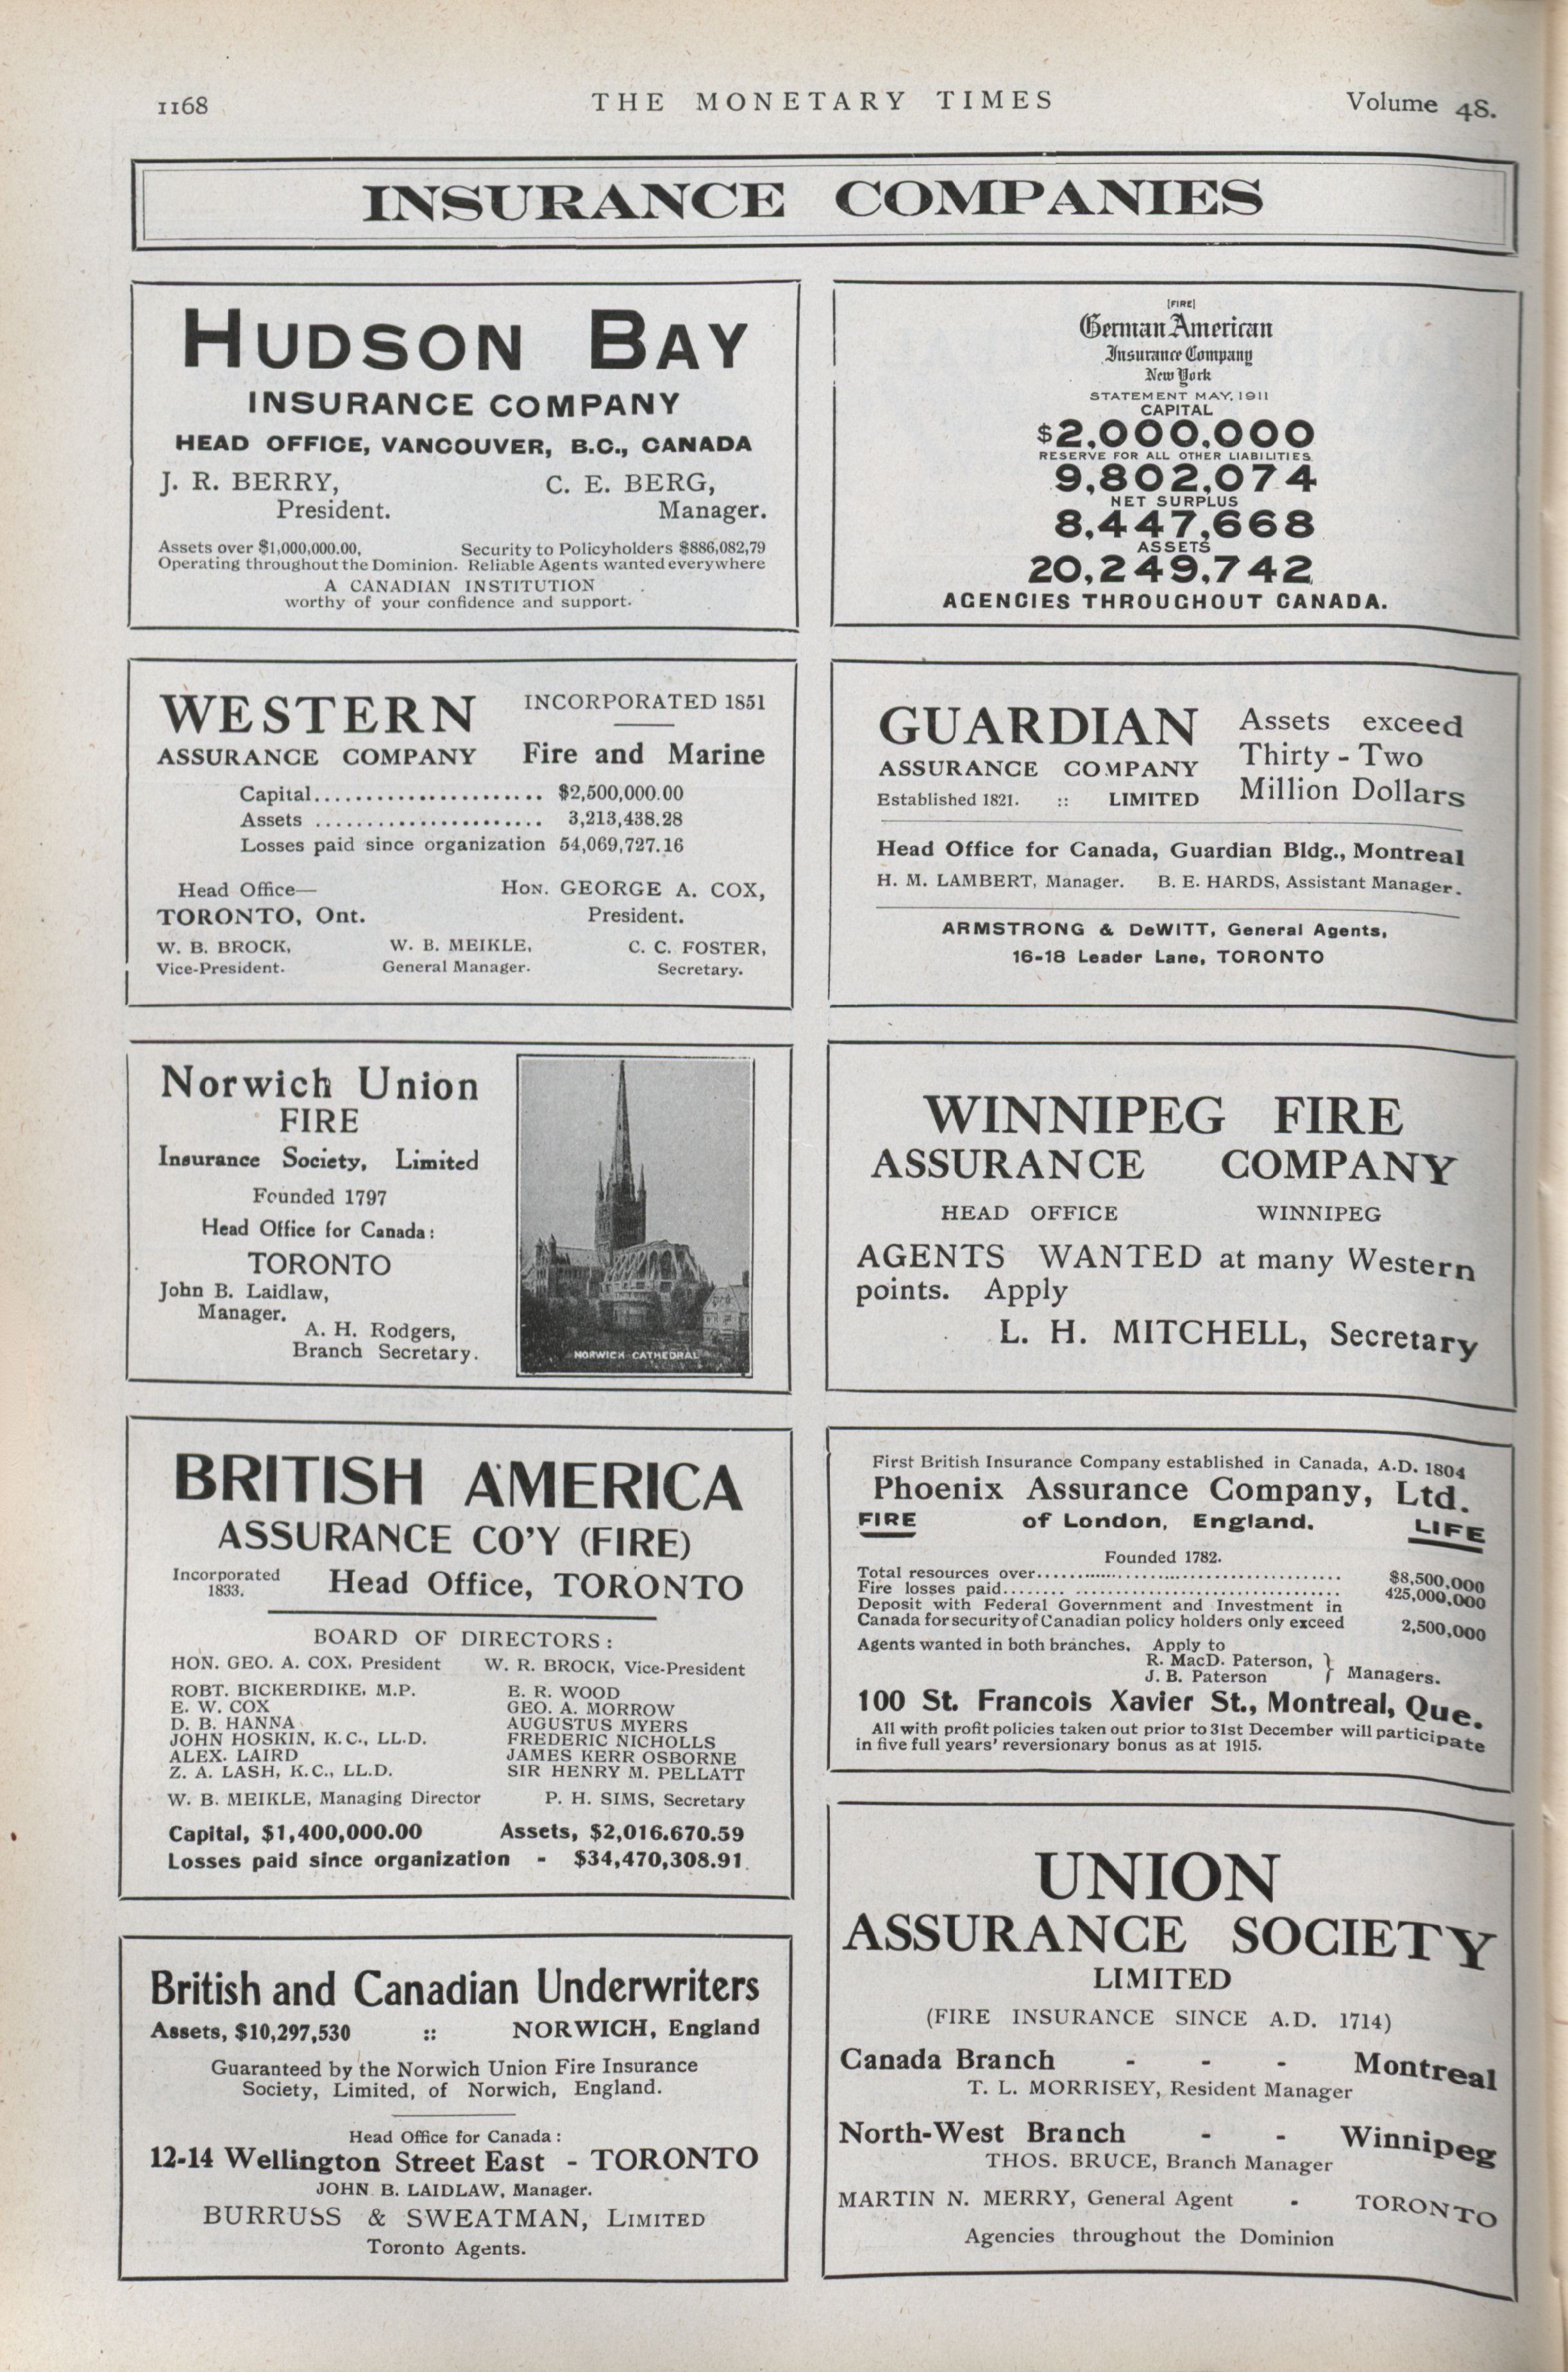 1168
THE MONETARY TIMES
Volume 48.
INSURANCE COMPANIES
HUDSON BAY
INSURANCE COMPANY
HEAD OFFICE, VANCOUVER, B.C., CANADA
J. R. BERRY, C. E. BERG,
President. Manager.
Assets over $1,000,000.00, Security to Policyholders $886,082,79
Operating throughout the Dominion. Reliable Agents wanted everywhere
A CANADIAN INSTITUTION
worthy of your confidence and support.
[FIRE]
German American
Insurance Company
New York
STATEMENT MAY, 1911
CAPITAL
$2,000,000
RESERVE FOR ALL OTHER LIABILITIES
9,802,074
NET SURPLUS
8,447,668
ASSETS
20,249,742
AGENCIES THROUGHOUT CANADA.
WESTERN INCORPORATED 1851
ASSURANCE COMPANY Fire and Marine
Capital...................... $2,500,000.00
Assets ...................... 3,213,438.28
Losses paid since organization 54,069,727.16
Head Office— HON. GEORGE A. COX,
TORONTO, Ont. President.
W. B. BROCK, W. B. MEIKLE, C. C. FOSTER,
Vice-President. General Manager. Secretary.
GUARDIAN
ASSURANCE COMPANY
Established 1821. :: LIMITED
Assets exceed
Thirty - Two
Million Dollars
Head Office for Canada, Guardian Bldg., Montreal
H. M. LAMBERT, Manager. B. E. HARDS, Assistant Manager.
ARMSTRONG & DeWITT, General Agents,
16-18 Leader Lane, TORONTO
Norwich Union
FIRE
Insurance Society, Limited
Founded 1797
Head Office for Canada:
TORONTO
John B. Laidlaw,
Manager.
A. H. Rodgers,
Branch Secretary.
NORWICH CATHEDRAL
WINNIPEG FIRE
ASSURANCE COMPANY
HEAD OFFICE WINNIPEG
AGENTS WANTED at many Western
points. Apply
L. H. MITCHELL, Secretary
BRITISH AMERICA
ASSURANCE CO'Y (FIRE)
Incorporated
1833.
Head Office, TORONTO
BOARD OF DIRECTORS:
HON. GEO. A. COX, President W. R. BROCK, Vice-President
ROBT. BICKERDIKE, M.P. E. R. WOOD
E. W. COX GEO. A. MORROW
D. B. HANNA AUGUSTUS MYERS
JOHN HOSKIN, K.C., LL.D. FREDERIC NICHOLLS
ALEX. LAIRD JAMES KERR OSBORNE
Z. A. LASH, K.C., LL.D. SIR HENRY M. PELLATT
W. B. MEIKLE, Managing Director P. H. SIMS, Secretary
Capital, $1,400,000.00 Assets, $2,016.670.59
Losses paid since organization - $34,470,308.91
First British Insurance Company established in Canada, A.D. 1804
Phoenix Assurance Company, Ltd.
FIRE of London, England. LIFE
Founded 1782.
Total resources over................................................ $8,500,000
Fire losses paid........ .................................... 425,000,000
Deposit with Federal Government and Investment in
Canada for security of Canadian policy holders only exceed 2,500,000
Agents wanted in both branches. Apply to
R. MacD. Paterson, }
J. B. Paterson } Managers.
100 St. Francois Xavier St., Montreal, Que.
All with profit policies taken out prior to 31st December will participate
in five full years' reversionary bonus as at 1915.
British and Canadian Underwriters
Assets, $10,297,530 :: NORWICH, England
Guaranteed by the Norwich Union Fire Insurance
Society, Limited, of Norwich, England.
Head Office for Canada:
12-14 Wellington Street East - TORONTO
JOHN B. LAIDLAW, Manager.
BURRUSS & SWEATMAN, LIMITED
Toronto Agents.
UNION
ASSURANCE SOCIETY
LIMITED
(FIRE INSURANCE SINCE A.D. 1714)
Canada Branch - - - Montreal
T. L. MORRISEY, Resident Manager
North-West Branch - - Winnipeg
THOS. BRUCE, Branch Manager
MARTIN N. MERRY, General Agent - TORONTO
Agencies throughout the Dominion